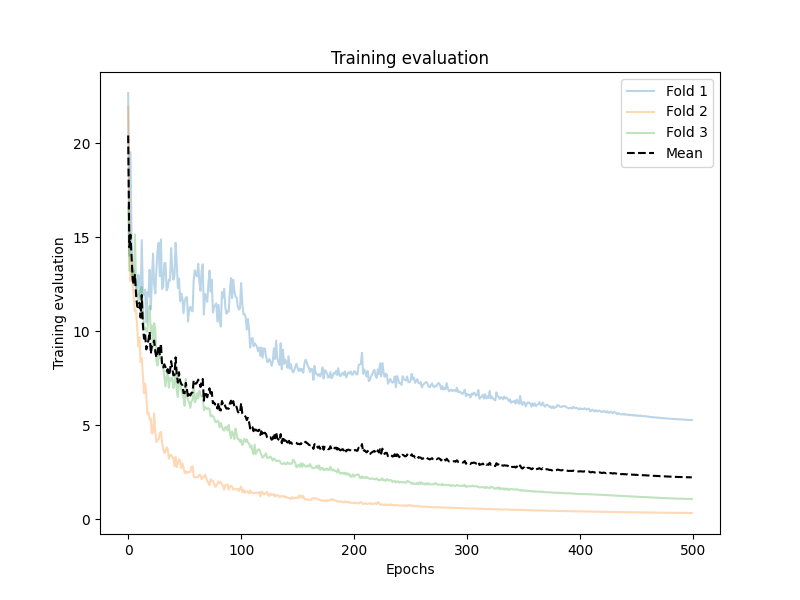 Training evaluation
Fold 1
Fold 2
Fold 3
Mean
Training evaluation
20
15
10
5
0
0 100 200 300 400 500
Epochs